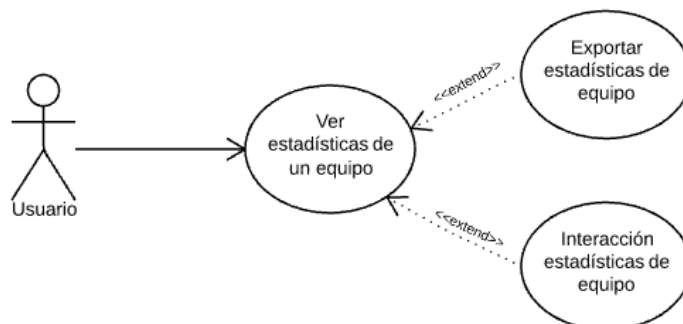 Usuario
Ver
estadísticas de
un equipo
<<extend>>
Exportar
estadísticas de
equipo
<<extend>>
Interacción
estadísticas de
equipo